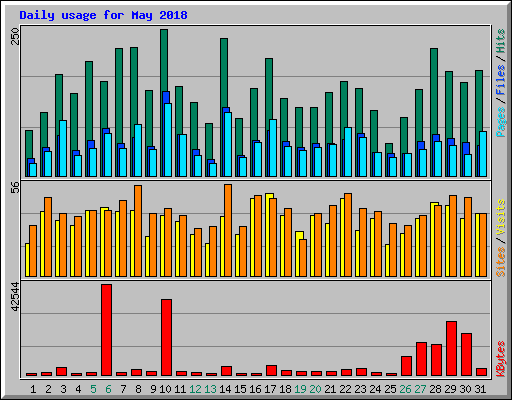 Daily usage for May 2018
250
Pages / Files / Hits
56
Sites / Visits
42544
KBytes
1 2 3 4 5 6 7 8 9 10 11 12 13 14 15 16 17 18 19 20 21 22 23 24 25 26 27 28 29 30 31